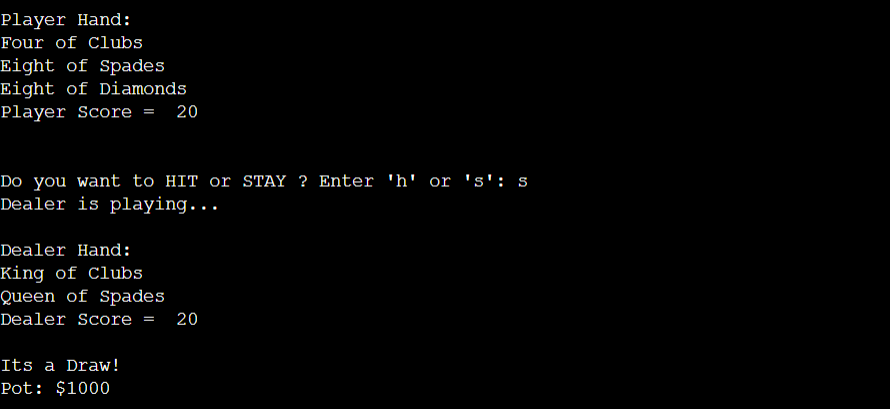 Player Hand:
Four of Clubs
Eight of Spades
Eight of Diamonds
Player Score =  20
Do you want to HIT or STAY ? Enter 'h' or 's': s
Dealer is playing...
Dealer Hand:
King of Clubs
Queen of Spades
Dealer Score =  20
Its a Draw!
Pot: $1000